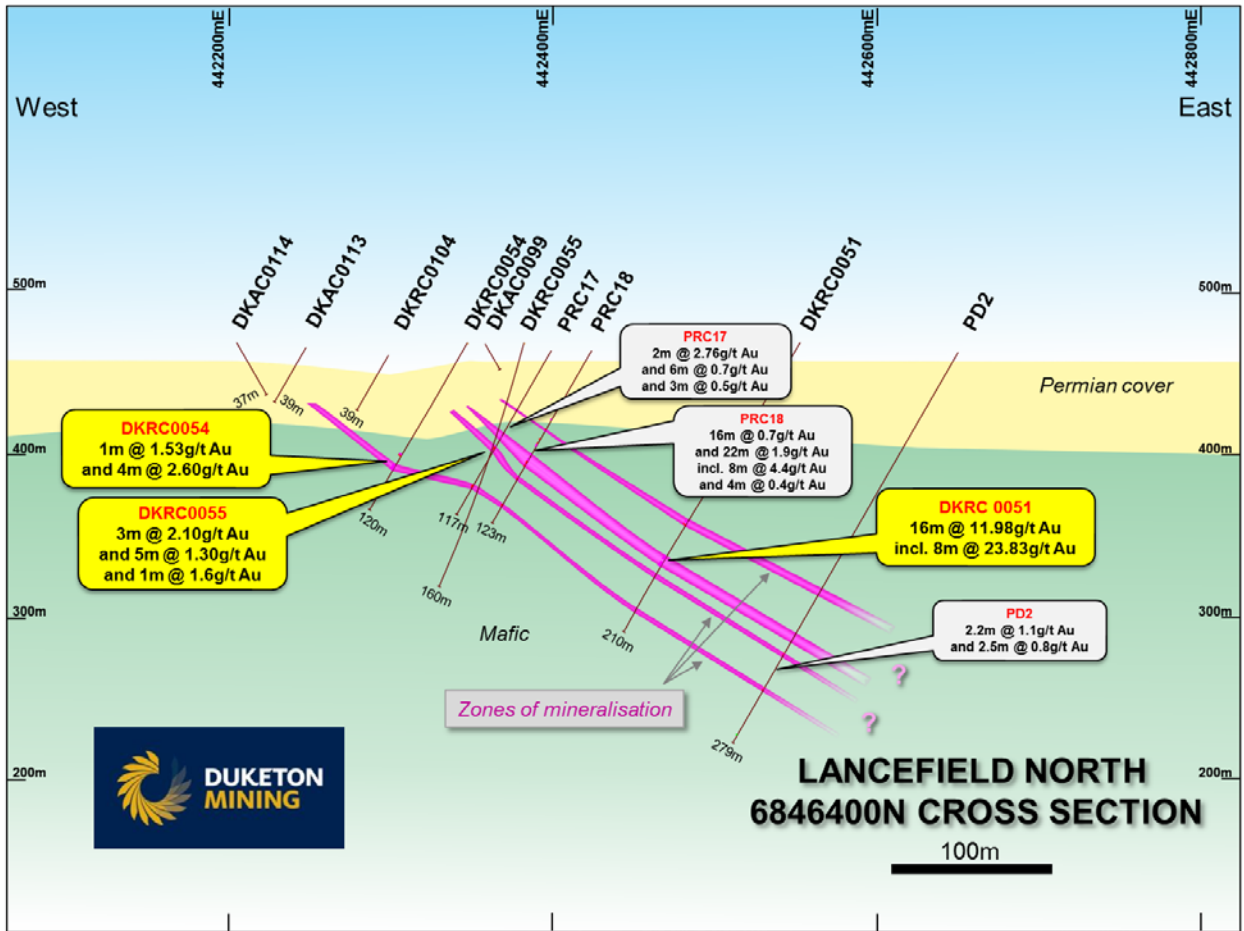 442200mE
442400mE
442600mE
442800mE
West
East
500m
500m
DKAC0114
DKAC0113
DKRC0104
DKRC0054
DKAC0099
DKRC0055
PRC17
PRC18
DKRC0051
PD2
PRC17
2m @ 2.76g/t Au
and 6m @ 0.7g/t Au
and 3m @ 0.5g/t Au
Permian cover
37m
39m
39m
DKRC0054
1m @ 1.53g/t Au
and 4m @ 2.60g/t Au
PRC18
16m @ 0.7g/t Au
and 22m @ 1.9g/t Au
incl. 8m @ 4.4g/t Au
and 4m @ 0.4g/t Au
400m
400m
DKRC0055
3m @ 2.10g/t Au
and 5m @ 1.30g/t Au
and 1m @ 1.6g/t Au
DKRC 0051
16m @ 11.98g/t Au
incl. 8m @ 23.83g/t Au
120m
117m
123m
160m
300m
300m
Mafic
210m
PD2
2.2m @ 1.1g/t Au
and 2.5m @ 0.8g/t Au
?
?
Zones of mineralisation
279m
200m
200m
DUKETON
MINING
LANCEFIELD NORTH
6846400N CROSS SECTION
100m